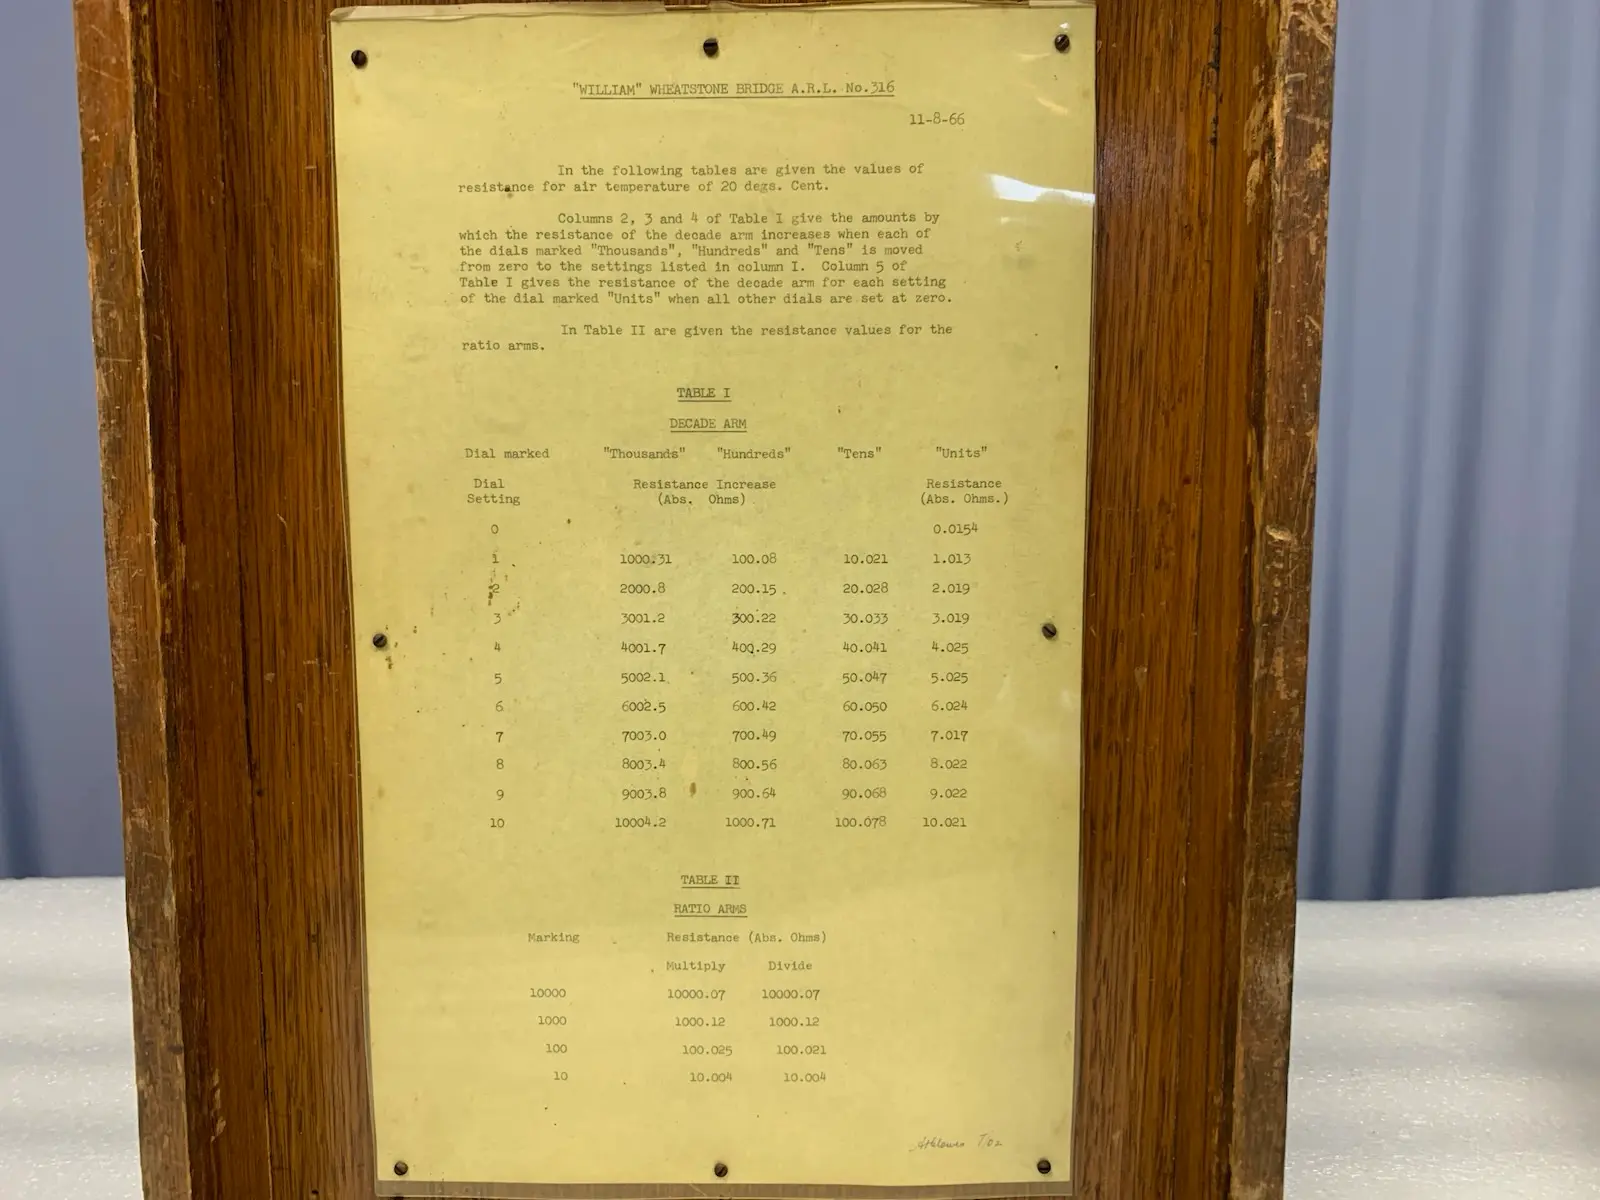 "WILLIAM" WHEATSTONE BRIDGE A.R.L. No.316
11-8-66
In the following tables are given the values of
resistance for air temperature of 20 degs. Cent.
Columns 2, 3 and 4 of Table I give the amounts by
which the resistance of the decade arm increases when each of
the dials marked "Thousands", "Hundreds" and "Tens" is moved
from zero to the settings listed in column I. Column 5 of
Table I gives the resistance of the decade arm for each setting
of the dial marked "Units" when all other dials are set at zero.
In Table II are given the resistance values for the
ratio arms.
TABLE I
DECADE ARM
Dial marked "Thousands" "Hundreds" "Tens" "Units"
Dial Resistance Increase Resistance
Setting (Abs. Ohms) (Abs. Ohms.)
0 0.0154
1 1000.31 100.08 10.021 1.013
2 2000.8 200.15 20.028 2.019
3 3001.2 300.22 30.033 3.019
4 4001.7 400.29 40.041 4.025
5 5002.1 500.36 50.047 5.025
6 6002.5 600.42 60.050 6.024
7 7003.0 700.49 70.055 7.017
8 8003.4 800.56 80.063 8.022
9 9003.8 900.64 90.068 9.022
10 10004.2 1000.71 100.078 10.021
TABLE II
RATIO ARMS
Marking Resistance (Abs. Ohms)
Multiply Divide
10000 10000.07 10000.07
1000 1000.12 1000.12
100 100.025 100.021
10 10.004 10.004